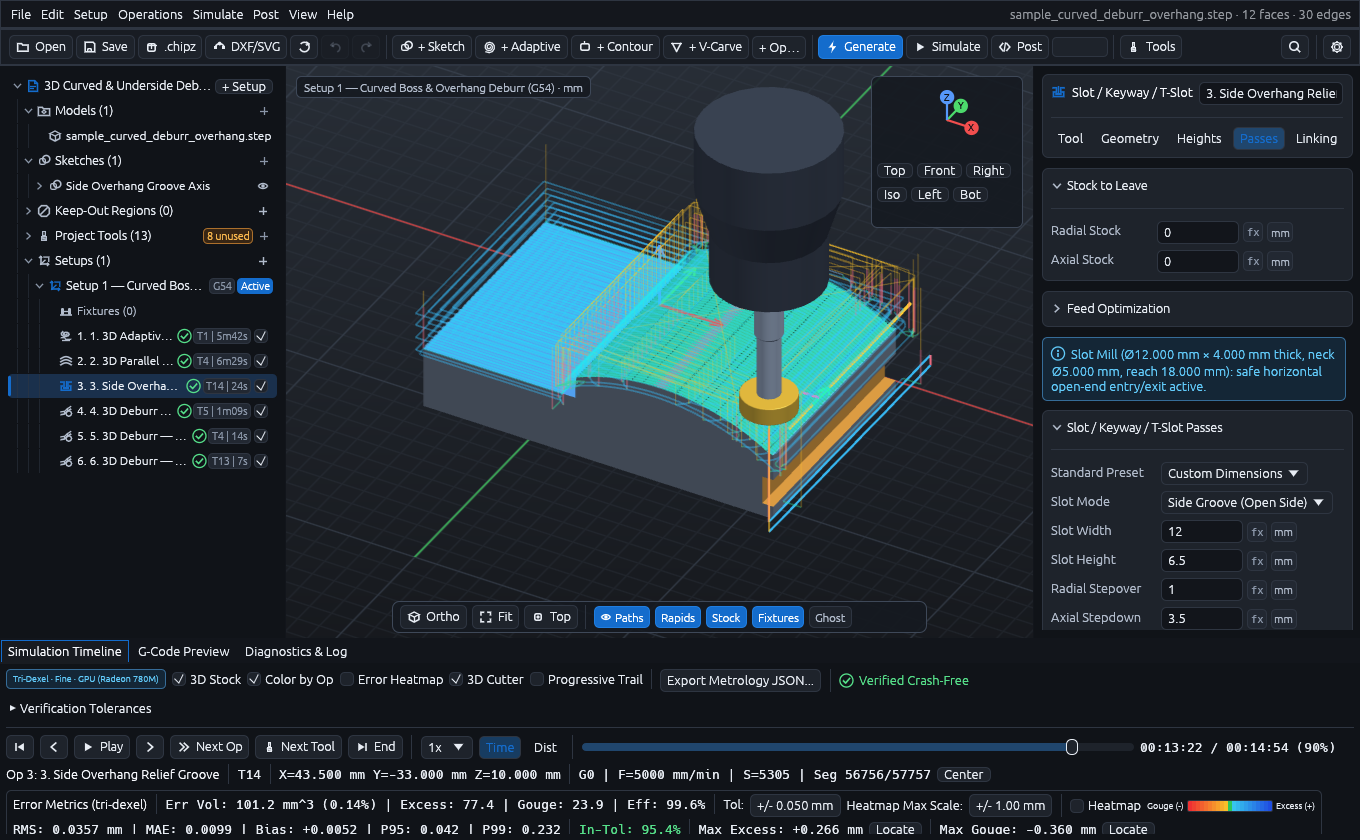 File Edit Setup Operations Simulate Post View Help
sample_curved_deburr_overhang.step · 12 faces · 30 edges
Open Save .chipz DXF/SVG + Sketch + Adaptive + Contour + V-Carve + Op... Generate Simulate Post Tools
3D Curved & Underside Deb... + Setup
Models (1) +
sample_curved_deburr_overhang.step
Sketches (1) +
Side Overhang Groove Axis
Keep-Out Regions (0) +
Project Tools (13) 8 unused +
Setups (1) +
Setup 1 — Curved Bos... G54 Active
Fixtures (0)
1. 1. 3D Adaptiv... T1 | 5m42s
2. 2. 3D Parallel ... T4 | 6m29s
3. 3. Side Overha... T14 | 24s
4. 4. 3D Deburr ... T5 | 1m09s
5. 5. 3D Deburr — ... T4 | 14s
6. 6. 3D Deburr — ... T13 | 7s
Setup 1 — Curved Boss & Overhang Deburr (G54) · mm
Z Y X
Top Front Right
Iso Left Bot
Ortho Fit Top Paths Rapids Stock Fixtures Ghost
Slot / Keyway / T-Slot 3. Side Overhang Relie
Tool Geometry Heights Passes Linking
Stock to Leave
Radial Stock 0 fx mm
Axial Stock 0 fx mm
Feed Optimization
Slot Mill (Ø12.000 mm × 4.000 mm thick, neck
Ø5.000 mm, reach 18.000 mm): safe horizontal
open-end entry/exit active.
Slot / Keyway / T-Slot Passes
Standard Preset Custom Dimensions
Slot Mode Side Groove (Open Side)
Slot Width 12 fx mm
Slot Height 6.5 fx mm
Radial Stepover 1 fx mm
Axial Stepdown 3.5 fx mm
Simulation Timeline G-Code Preview Diagnostics & Log
Tri-Dexel · Fine · GPU (Radeon 780M) 3D Stock Color by Op Error Heatmap 3D Cutter Progressive Trail Export Metrology JSON... Verified Crash-Free
Verification Tolerances
Play Next Op Next Tool End 1x Time Dist 00:13:22 / 00:14:54 (90%)
Op 3: 3. Side Overhang Relief Groove T14 X=43.500 mm Y=-33.000 mm Z=10.000 mm G0 | F=5000 mm/min | S=5305 | Seg 56756/57757 Center
Error Metrics (tri-dexel) Err Vol: 101.2 mm^3 (0.14%) | Excess: 77.4 | Gouge: 23.9 | Eff: 99.6% Tol: +/- 0.050 mm Heatmap Max Scale: +/- 1.00 mm Heatmap Gouge (-) Excess (+)
RMS: 0.0357 mm | MAE: 0.0099 | Bias: +0.0052 | P95: 0.042 | P99: 0.232 In-Tol: 95.4% Max Excess: +0.266 mm Locate Max Gouge: -0.360 mm Locate